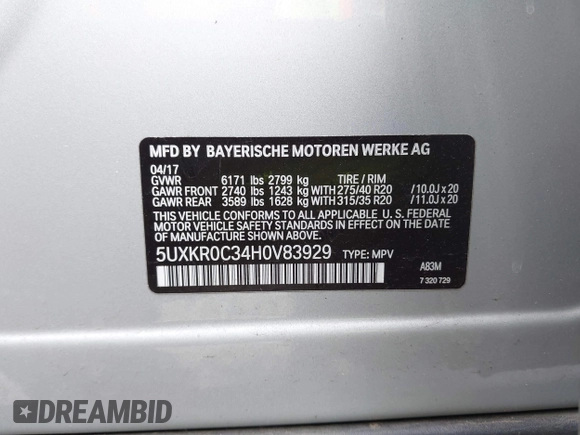 MFD BY BAYERISCHE MOTOREN WERKE AG
04/17
GVWR 6171 lbs 2799 kg TIRE / RIM
GAWR FRONT 2740 lbs 1243 kg WITH 275/40 R20 /10.0J x 20
GAWR REAR 3589 lbs 1628 kg WITH 315/35 R20 /11.0J x 20
THIS VEHICLE CONFORMS TO ALL APPLICABLE U. S. FEDERAL
MOTOR VEHICLE SAFETY STANDARDS IN EFFECT ON THE DATE
OF MANUFACTURE SHOWN ABOVE.
5UXKR0C34H0V83929 TYPE: MPV
A83M
7 320 729
DREAMBID